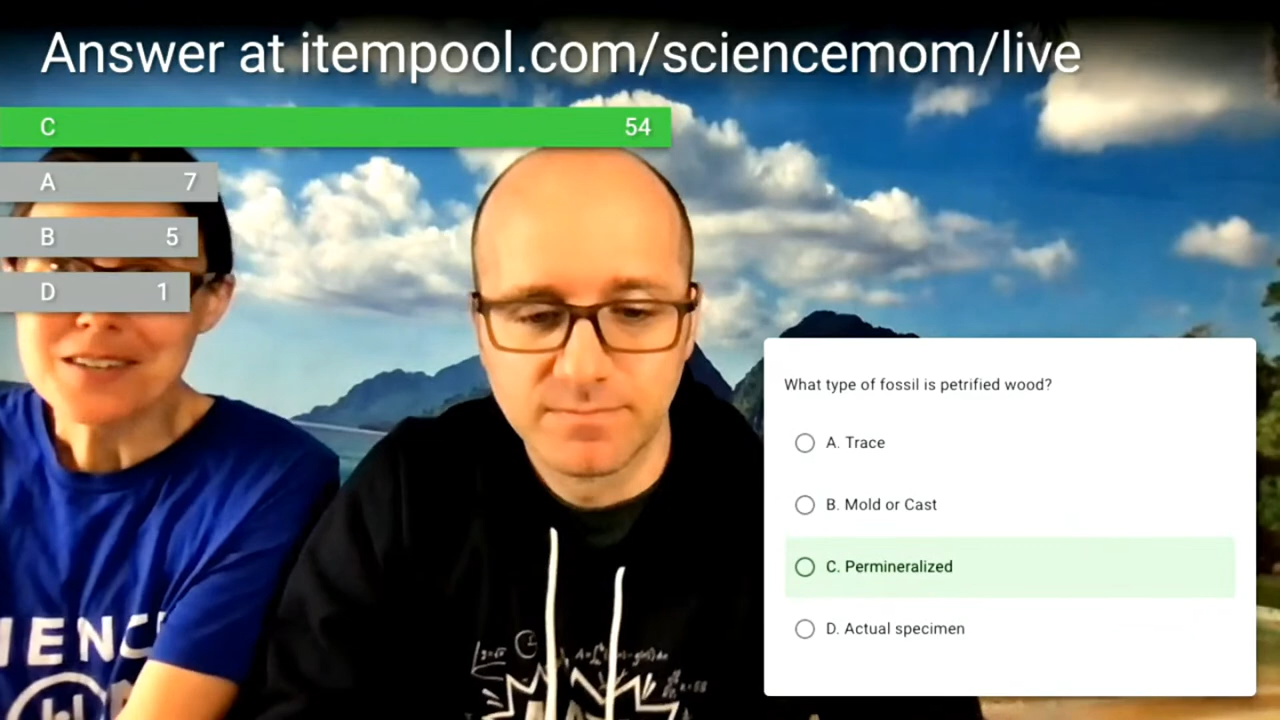 Answer at itempool.com/sciencemom/live
C 54
A 7
B 5
D 1
What type of fossil is petrified wood?
A. Trace
B. Mold or Cast
C. Permineralized
D. Actual specimen
IENC